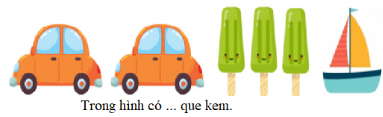 Trong hình có ... que kem.